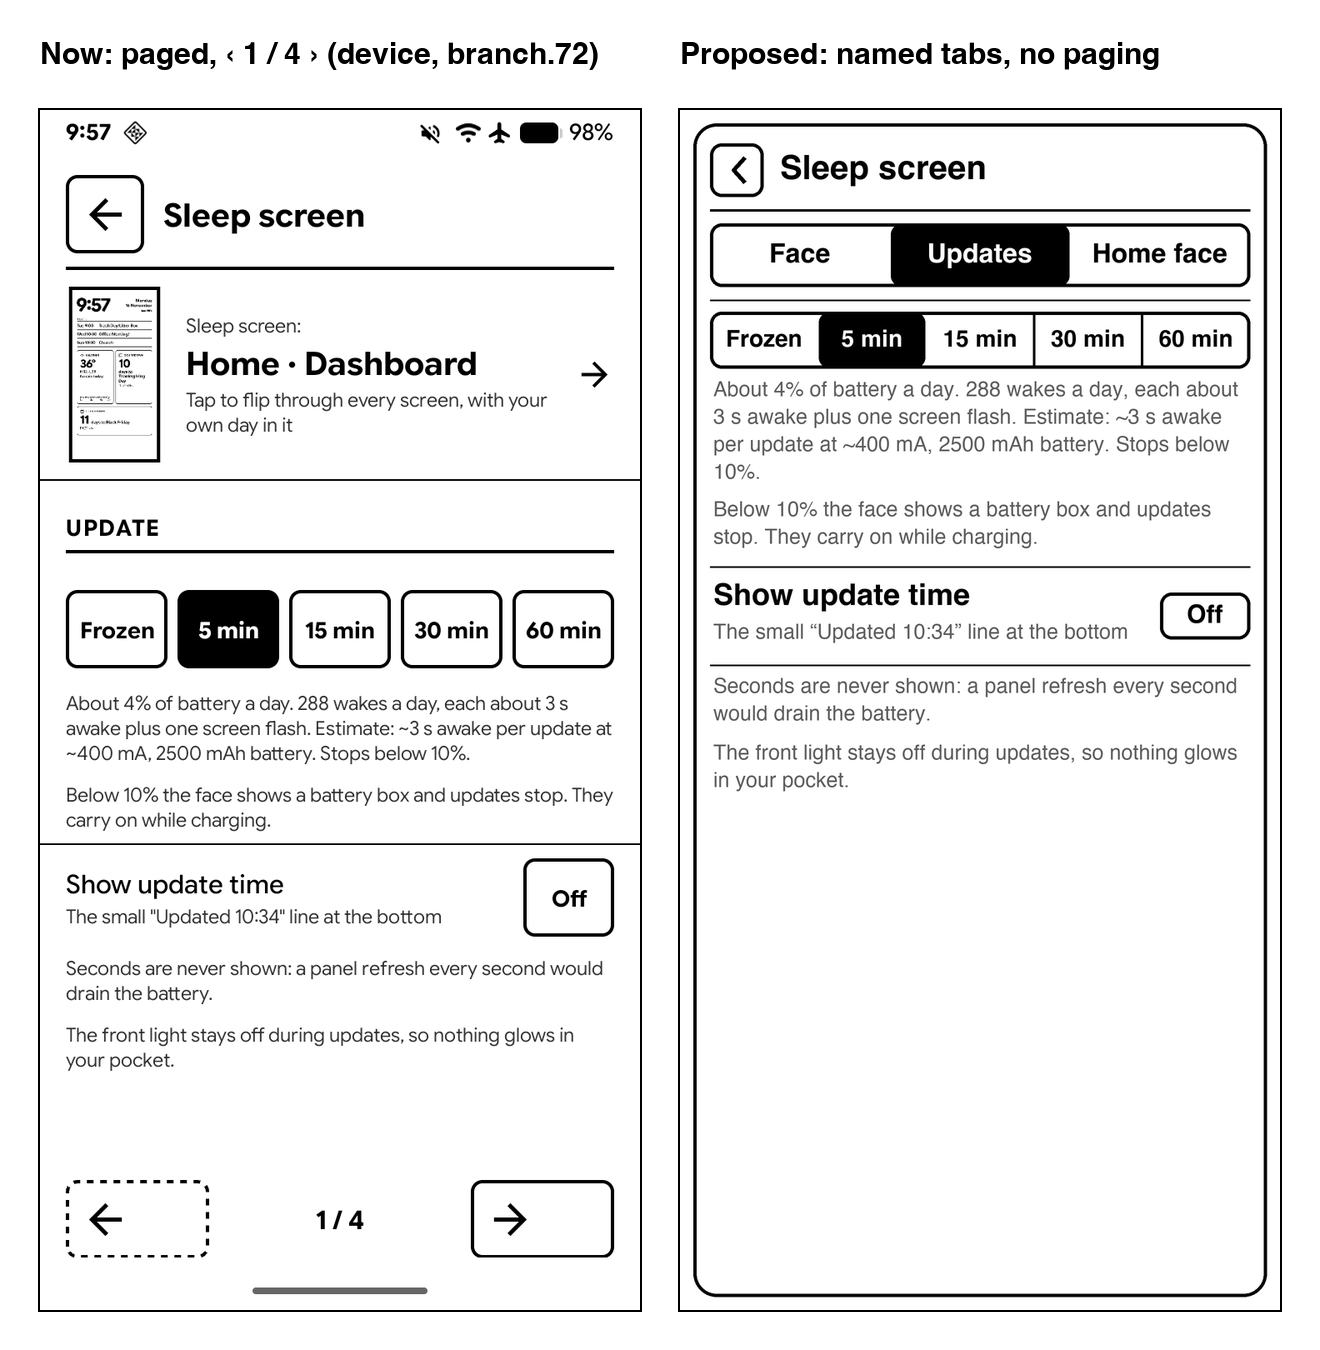 Now: paged, ‹ 1 / 4 › (device, branch.72)
9:57
98%
Sleep screen
9:57
Monday
36°
10
11
Sleep screen:
Home · Dashboard
Tap to flip through every screen, with your
own day in it
UPDATE
Frozen
5 min
15 min
30 min
60 min
About 4% of battery a day. 288 wakes a day, each about 3 s
awake plus one screen flash. Estimate: ~3 s awake per update at
~400 mA, 2500 mAh battery. Stops below 10%.
Below 10% the face shows a battery box and updates stop. They
carry on while charging.
Show update time
The small "Updated 10:34" line at the bottom
Off
Seconds are never shown: a panel refresh every second would
drain the battery.
The front light stays off during updates, so nothing glows in
your pocket.
1 / 4
Proposed: named tabs, no paging
Sleep screen
Face
Updates
Home face
Frozen
5 min
15 min
30 min
60 min
About 4% of battery a day. 288 wakes a day, each about
3 s awake plus one screen flash. Estimate: ~3 s awake
per update at ~400 mA, 2500 mAh battery. Stops below
10%.
Below 10% the face shows a battery box and updates
stop. They carry on while charging.
Show update time
The small “Updated 10:34” line at the bottom
Off
Seconds are never shown: a panel refresh every second
would drain the battery.
The front light stays off during updates, so nothing glows
in your pocket.